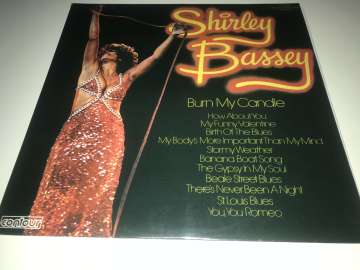 Shirley
Bassey
Burn My Candle
How About You
My Funny Valentine
Birth Of The Blues
My Body's More Important Than My Mind
Stormy Weather
Banana Boat Song
The Gypsy In My Soul
Beale Street Blues
There's Never Been A Night
St Louis Blues
You, You Romeo
contour